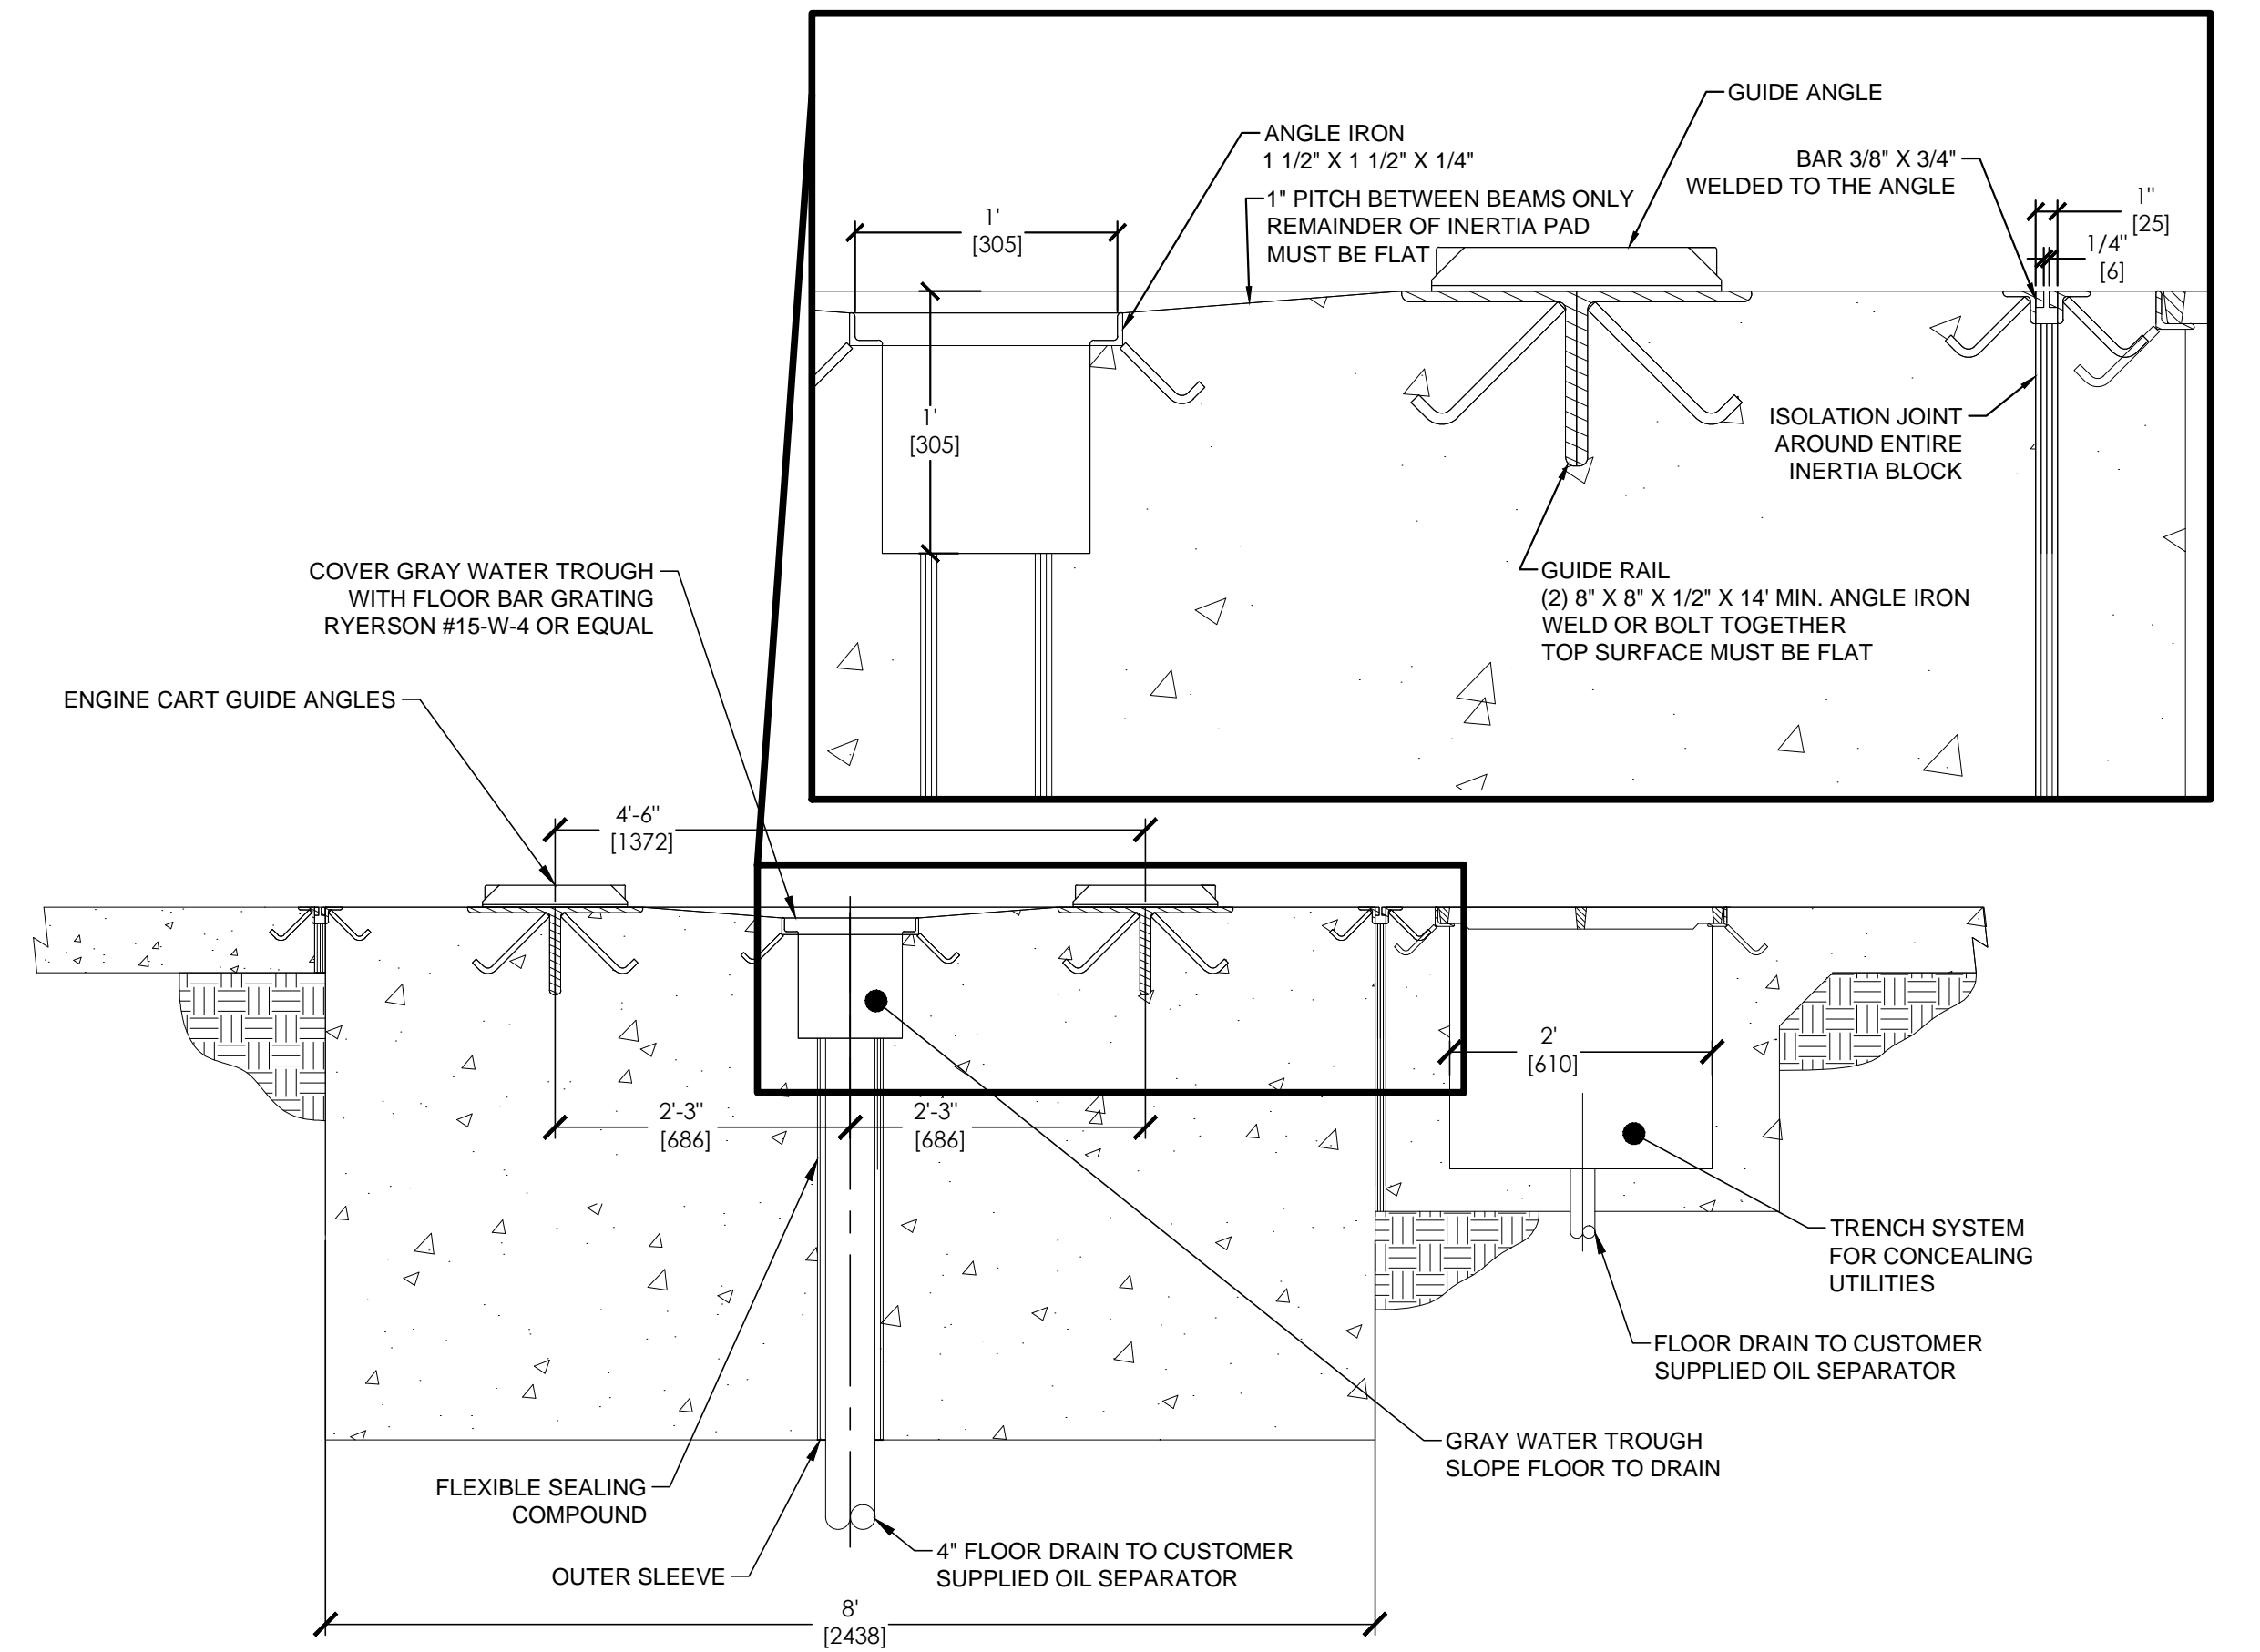 GUIDE ANGLE
ANGLE IRON
1 1/2" X 1 1/2" X 1/4"
BAR 3/8" X 3/4"
WELDED TO THE ANGLE
1" PITCH BETWEEN BEAMS ONLY
REMAINDER OF INERTIA PAD
MUST BE FLAT
1'
[305]
1"
[25]
1/4"
[6]
1'
[305]
ISOLATION JOINT
AROUND ENTIRE
INERTIA BLOCK
GUIDE RAIL
(2) 8" X 8" X 1/2" X 14' MIN. ANGLE IRON
WELD OR BOLT TOGETHER
TOP SURFACE MUST BE FLAT
COVER GRAY WATER TROUGH
WITH FLOOR BAR GRATING
RYERSON #15-W-4 OR EQUAL
ENGINE CART GUIDE ANGLES
4'-6"
[1372]
2'
[610]
2'-3"
[686]
2'-3"
[686]
TRENCH SYSTEM
FOR CONCEALING
UTILITIES
FLOOR DRAIN TO CUSTOMER
SUPPLIED OIL SEPARATOR
GRAY WATER TROUGH
SLOPE FLOOR TO DRAIN
FLEXIBLE SEALING
COMPOUND
4" FLOOR DRAIN TO CUSTOMER
SUPPLIED OIL SEPARATOR
OUTER SLEEVE
8'
[2438]